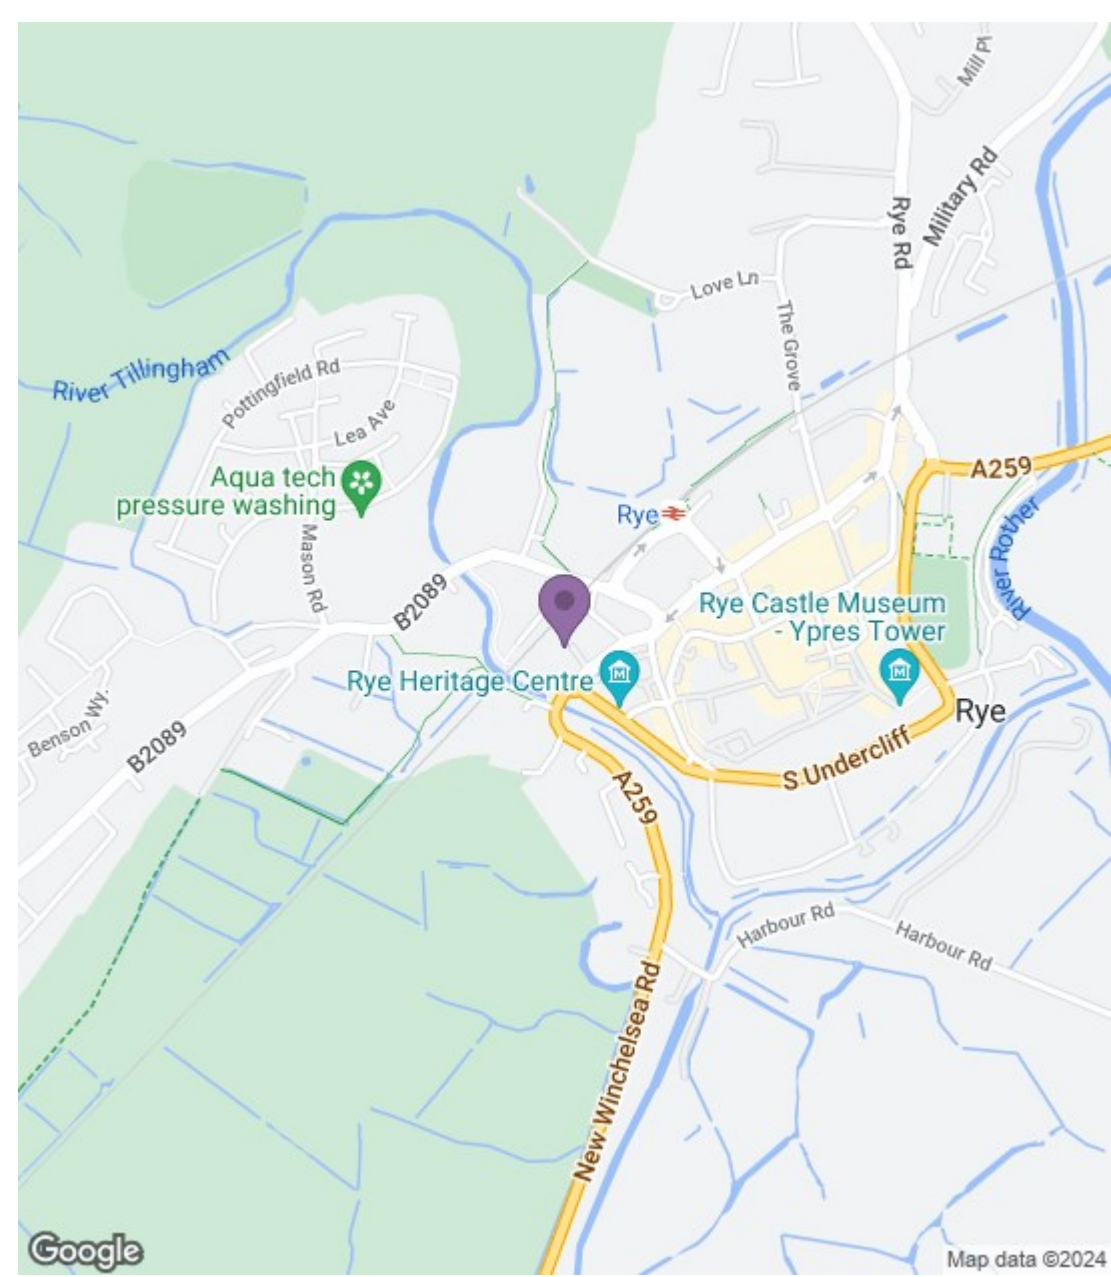 Mill Pl
Military Rd
Rye Rd
Love Ln
The Grove
River Tillingham
Pottingfield Rd
Lea Ave
Aqua tech
pressure washing
A259
Rye
River Rother
Mason Rd
B2089
Rye Castle Museum
- Ypres Tower
Rye Heritage Centre
M
M
Rye
Benson Wy.
B2089
S Undercliff
A259
Harbour Rd
Harbour Rd
New Winchelsea Rd
Google
Map data ©2024